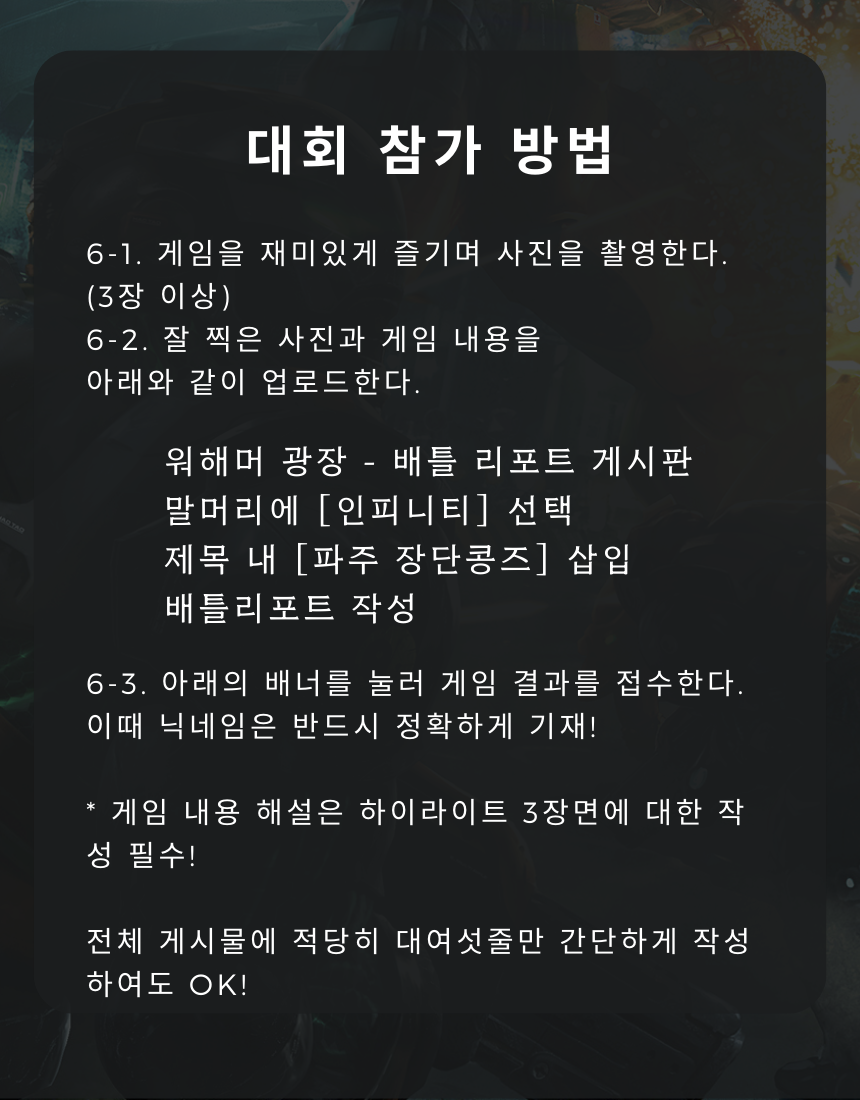 대회 참가 방법
6-1. 게임을 재미있게 즐기며 사진을 촬영한다.
(3장 이상)
6-2. 잘 찍은 사진과 게임 내용을
아래와 같이 업로드한다.
워해머 광장 - 배틀 리포트 게시판
말머리에 [인피니티] 선택
제목 내 [파주 장단콩즈] 삽입
배틀리포트 작성
6-3. 아래의 배너를 눌러 게임 결과를 접수한다.
이때 닉네임은 반드시 정확하게 기재!
* 게임 내용 해설은 하이라이트 3장면에 대한 작
성 필수!
전체 게시물에 적당히 대여섯줄만 간단하게 작성
하여도 OK!